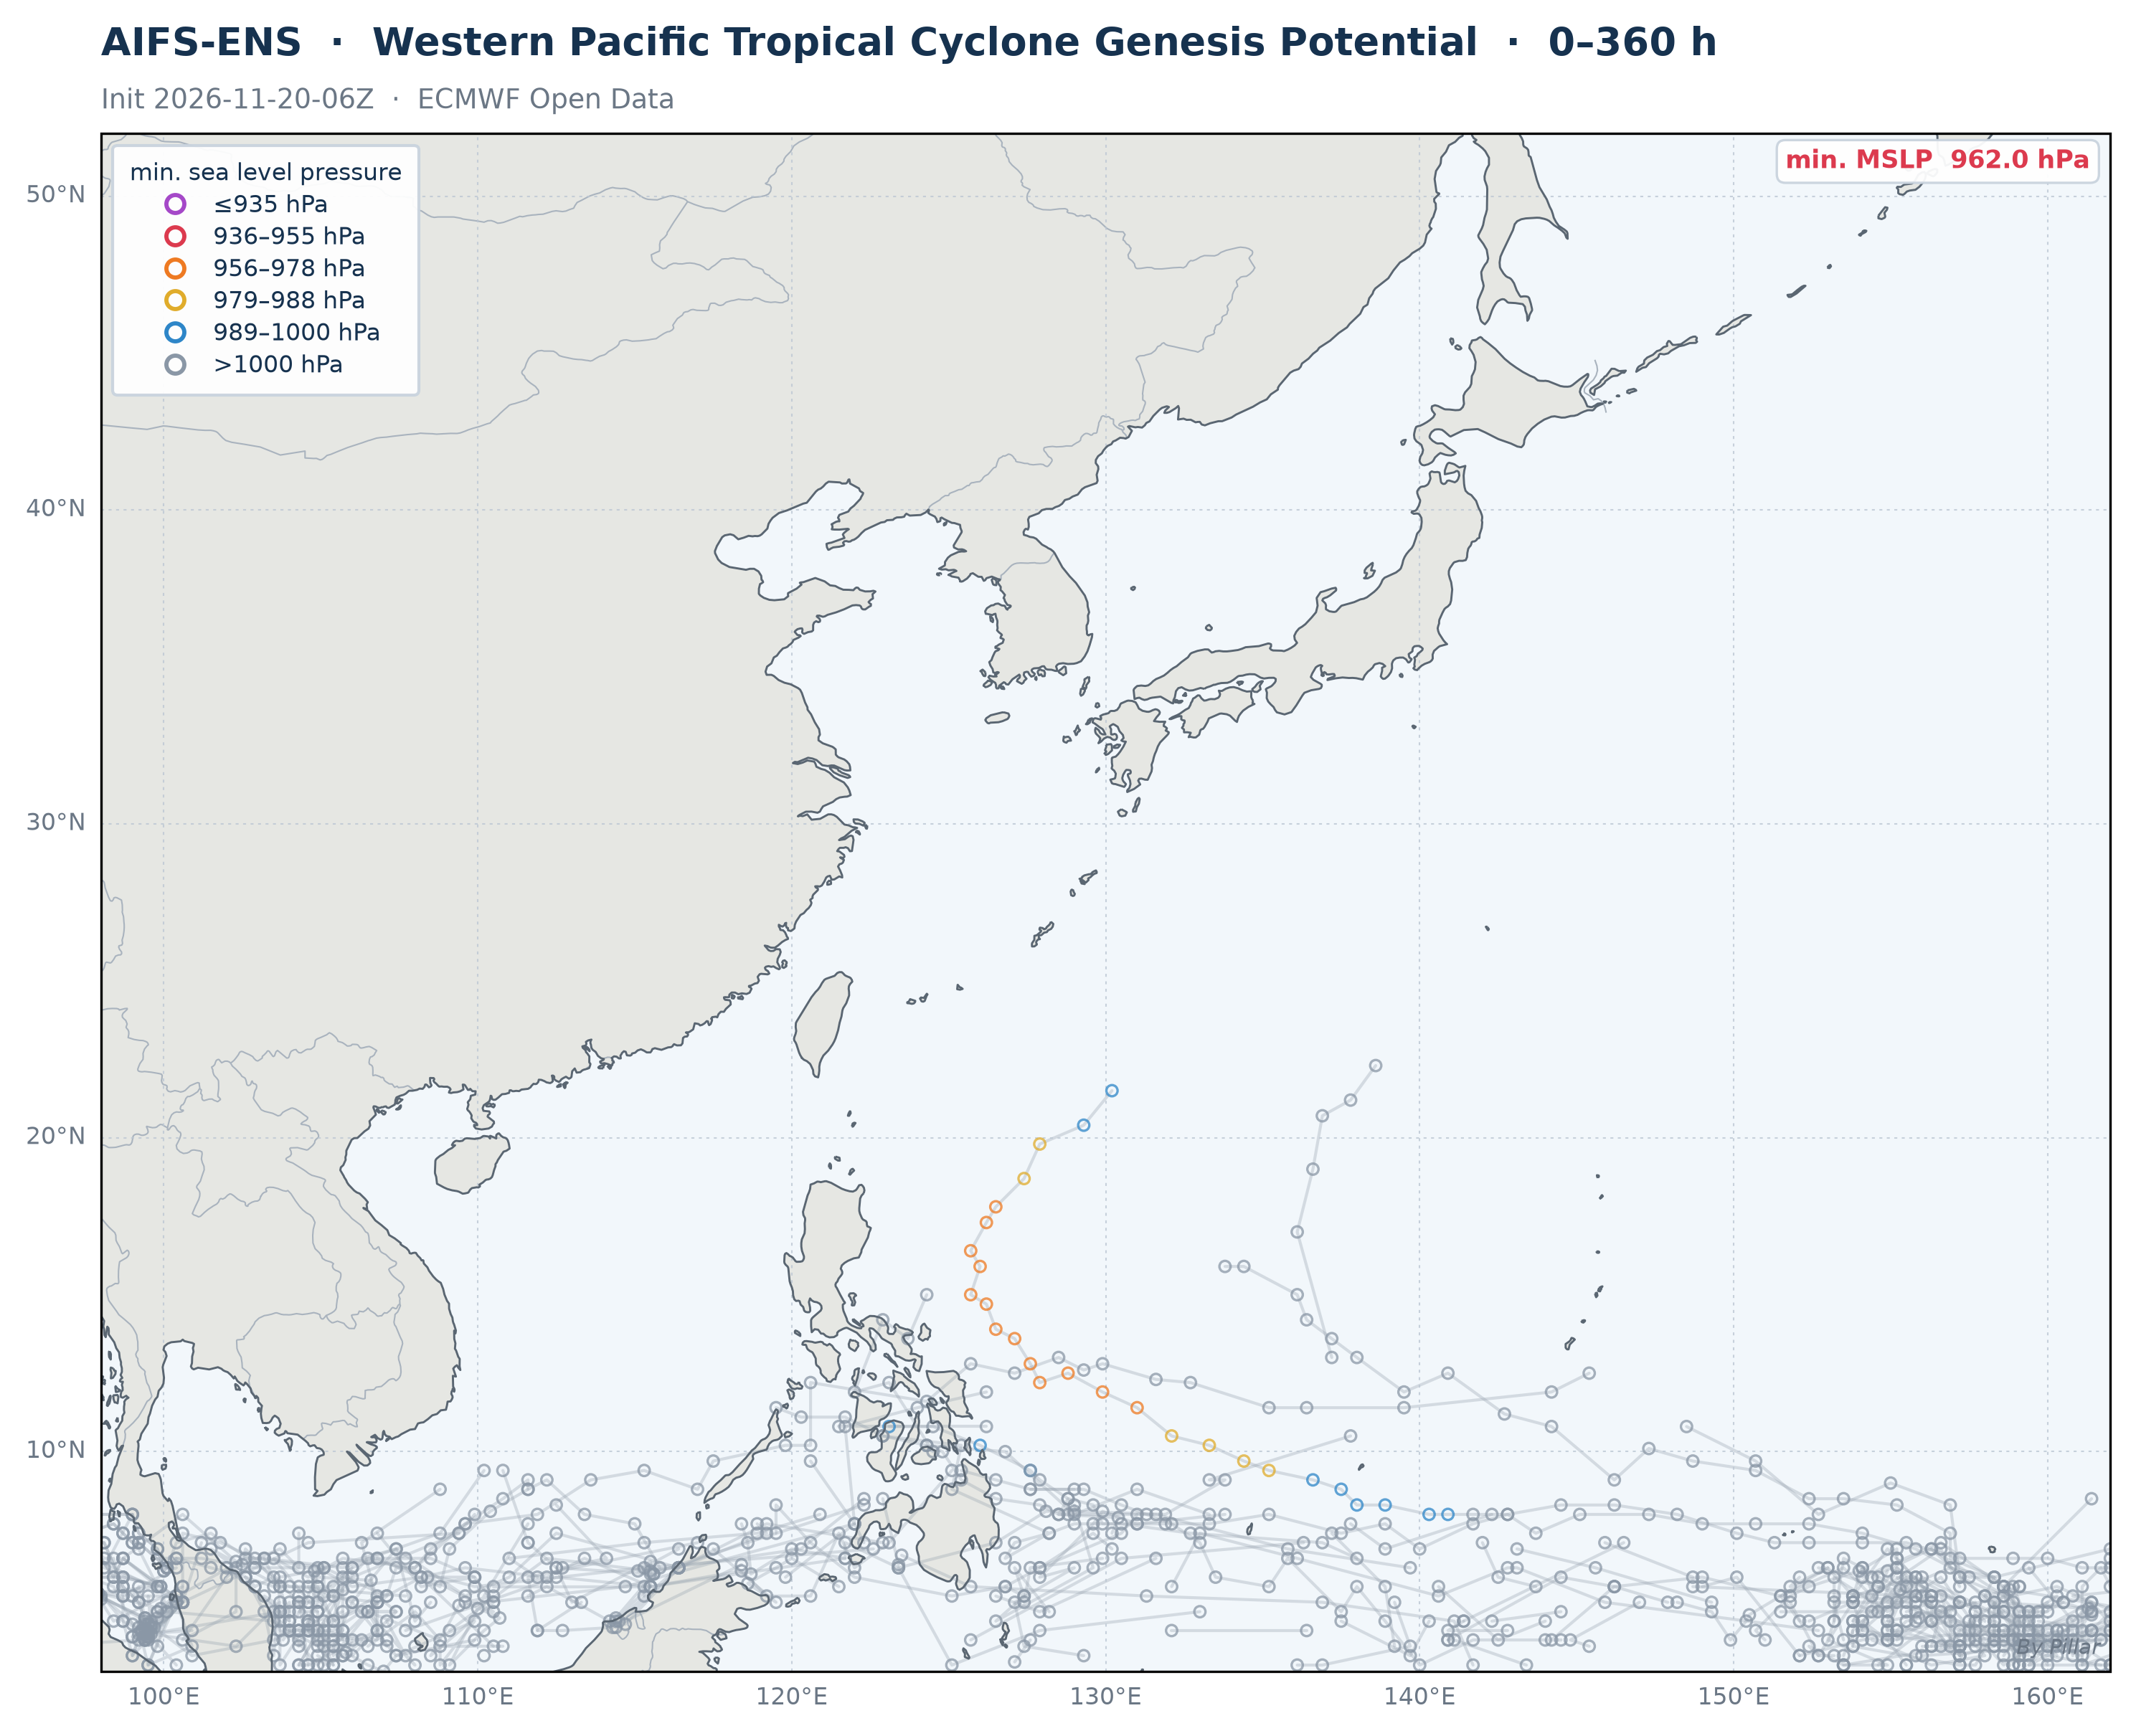 AIFS-ENS · Western Pacific Tropical Cyclone Genesis Potential · 0–360 h
Init 2026-11-20-06Z · ECMWF Open Data
min. sea level pressure
≤935 hPa
936–955 hPa
956–978 hPa
979–988 hPa
989–1000 hPa
>1000 hPa
min. MSLP 962.0 hPa
50°N
40°N
30°N
20°N
10°N
By Pillar
100°E
110°E
120°E
130°E
140°E
150°E
160°E